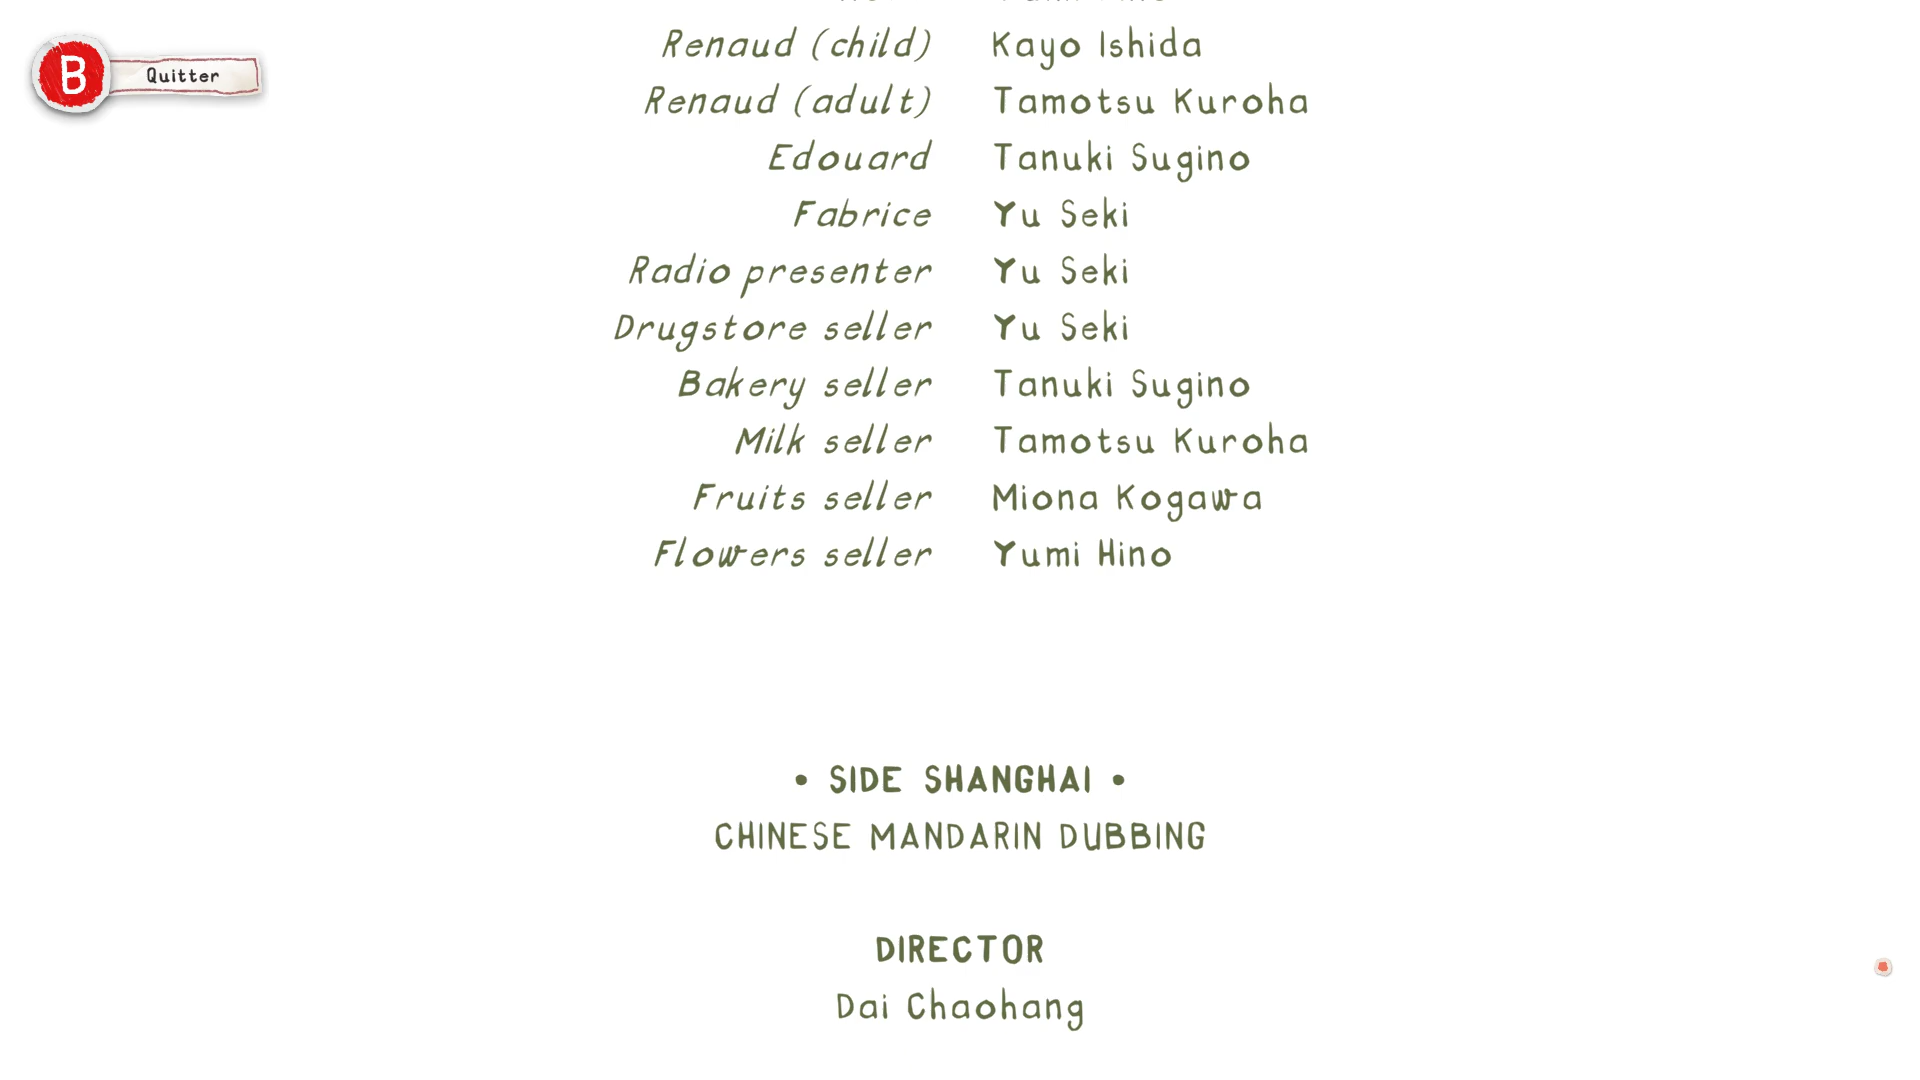 B Quitter
Renaud (child) Kayo Ishida
Renaud (adult) Tamotsu Kuroha
Edouard Tanuki Sugino
Fabrice Yu Seki
Radio presenter Yu Seki
Drugstore seller Yu Seki
Bakery seller Tanuki Sugino
Milk seller Tamotsu Kuroha
Fruits seller Miona Kogawa
Flowers seller Yumi Hino
• SIDE SHANGHAI •
CHINESE MANDARIN DUBBING
DIRECTOR
Dai Chaohang